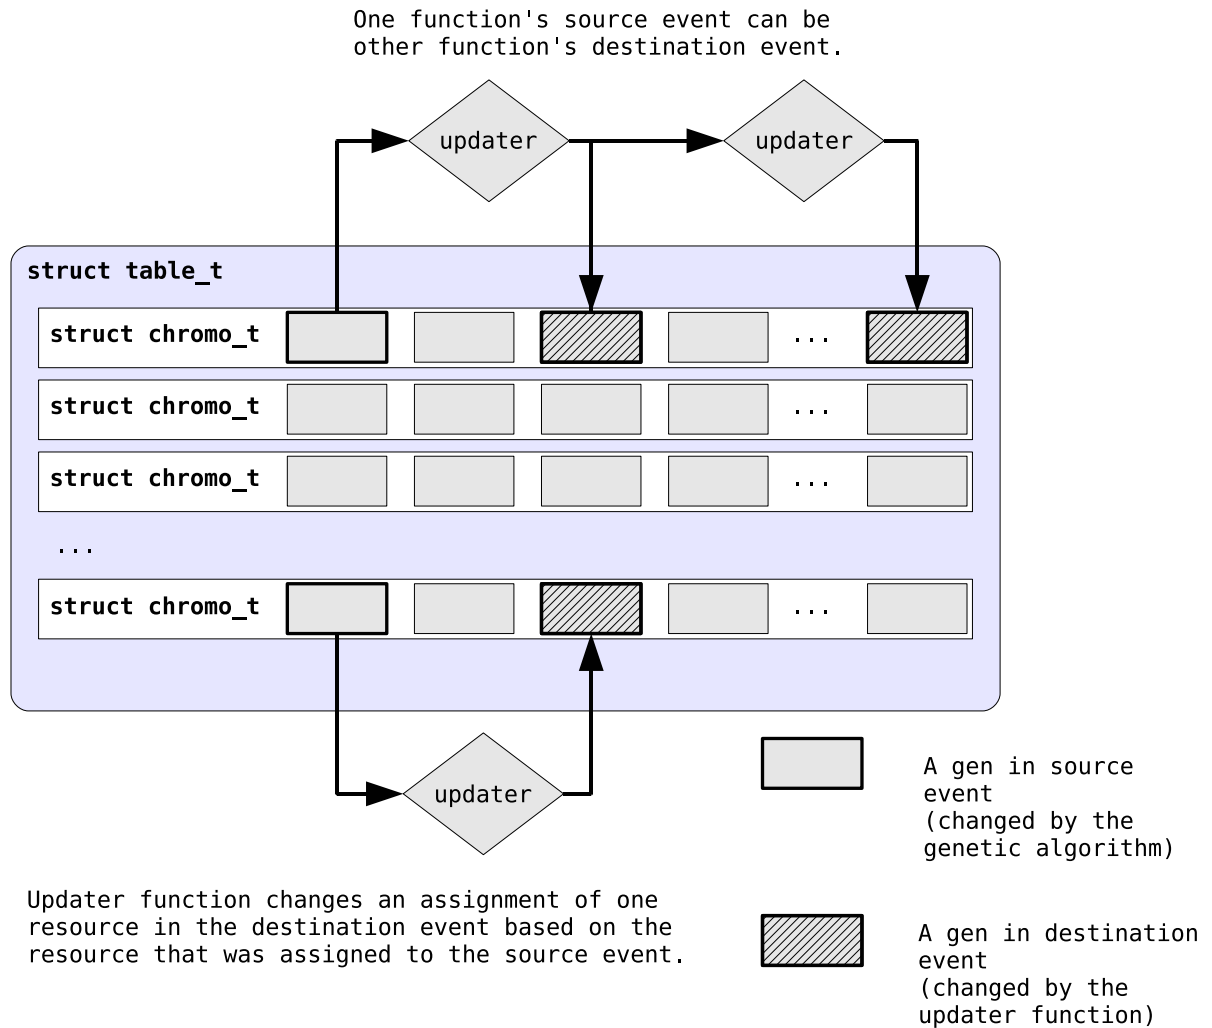 One function's source event can be
other function's destination event.
updater
updater
struct table_t
struct chromo_t ...
struct chromo_t ...
struct chromo_t ...
...
struct chromo_t ...
updater
A gen in source
event
(changed by the
genetic algorithm)
Updater function changes an assignment of one
resource in the destination event based on the
resource that was assigned to the source event.
A gen in destination
event
(changed by the
updater function)